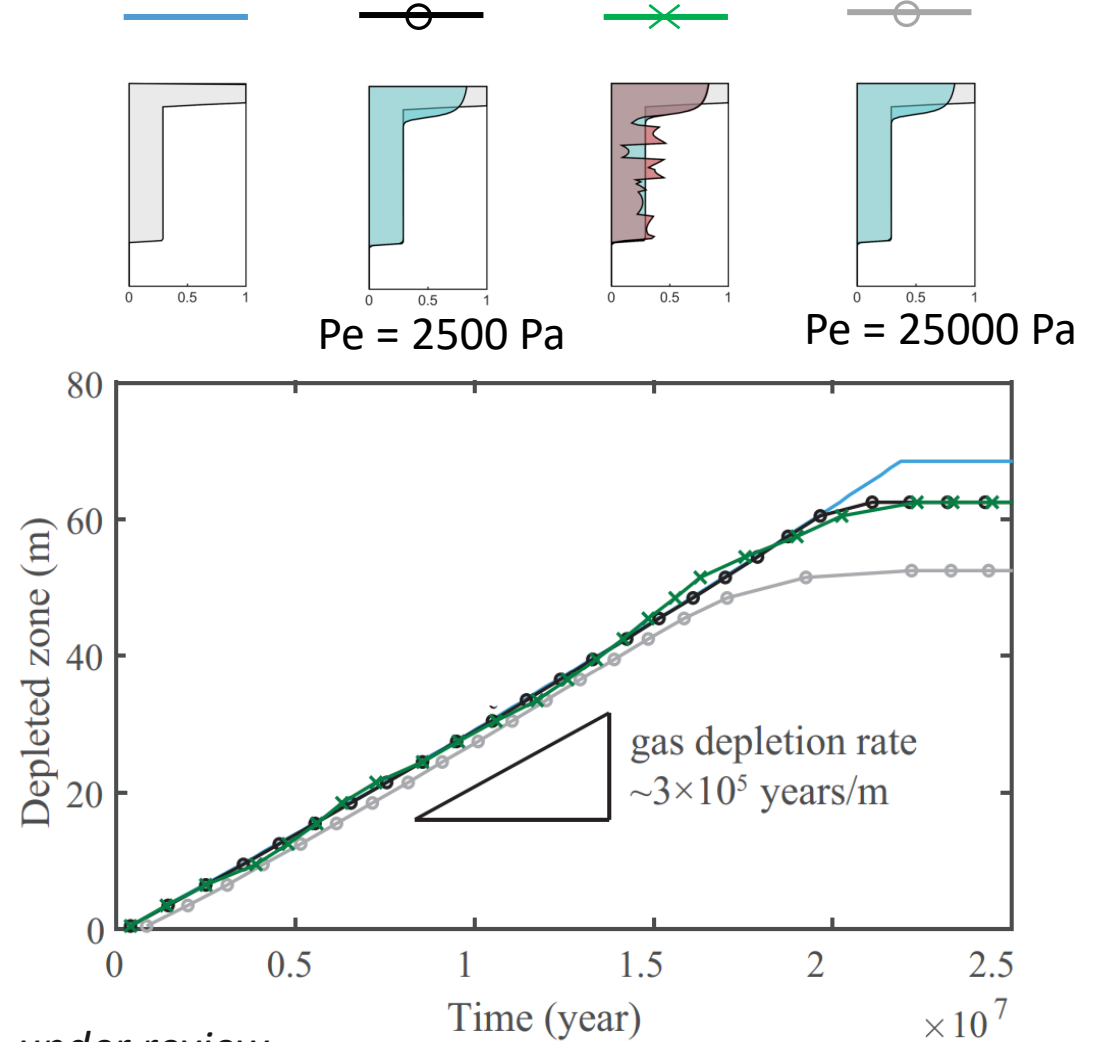 0 0.5 1
0 0.5 1
0 0.5 1
0 0.5 1
Pe = 2500 Pa
Pe = 25000 Pa
80
60
40
20
0
Depleted zone (m)
gas depletion rate
~3×10⁵ years/m
0 0.5 1 1.5 2 2.5
Time (year)
×10⁷
under review